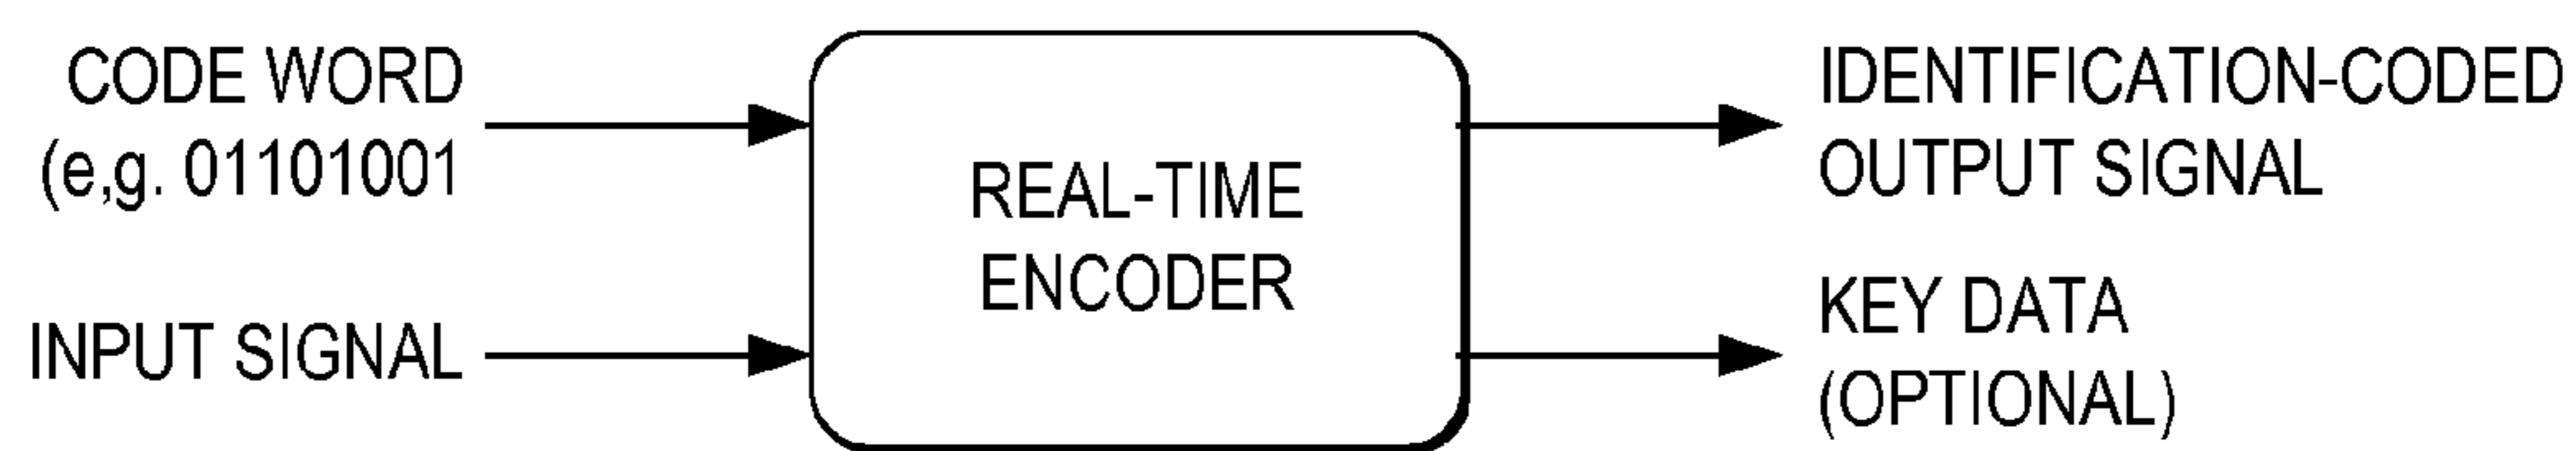 CODE WORD
(e,g. 01101001
INPUT SIGNAL
REAL-TIME
ENCODER
IDENTIFICATION-CODED
OUTPUT SIGNAL
KEY DATA
(OPTIONAL)